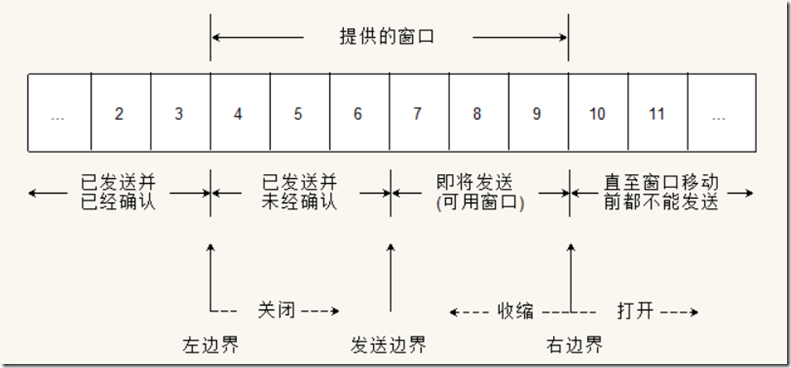 提供的窗口
... 2 3 4 5 6 7 8 9 10 11 ...
已发送并 已发送并 即将发送 直至窗口移动
已经确认 未经确认 (可用窗口) 前都不能发送
关闭 收缩 打开
左边界 发送边界 右边界